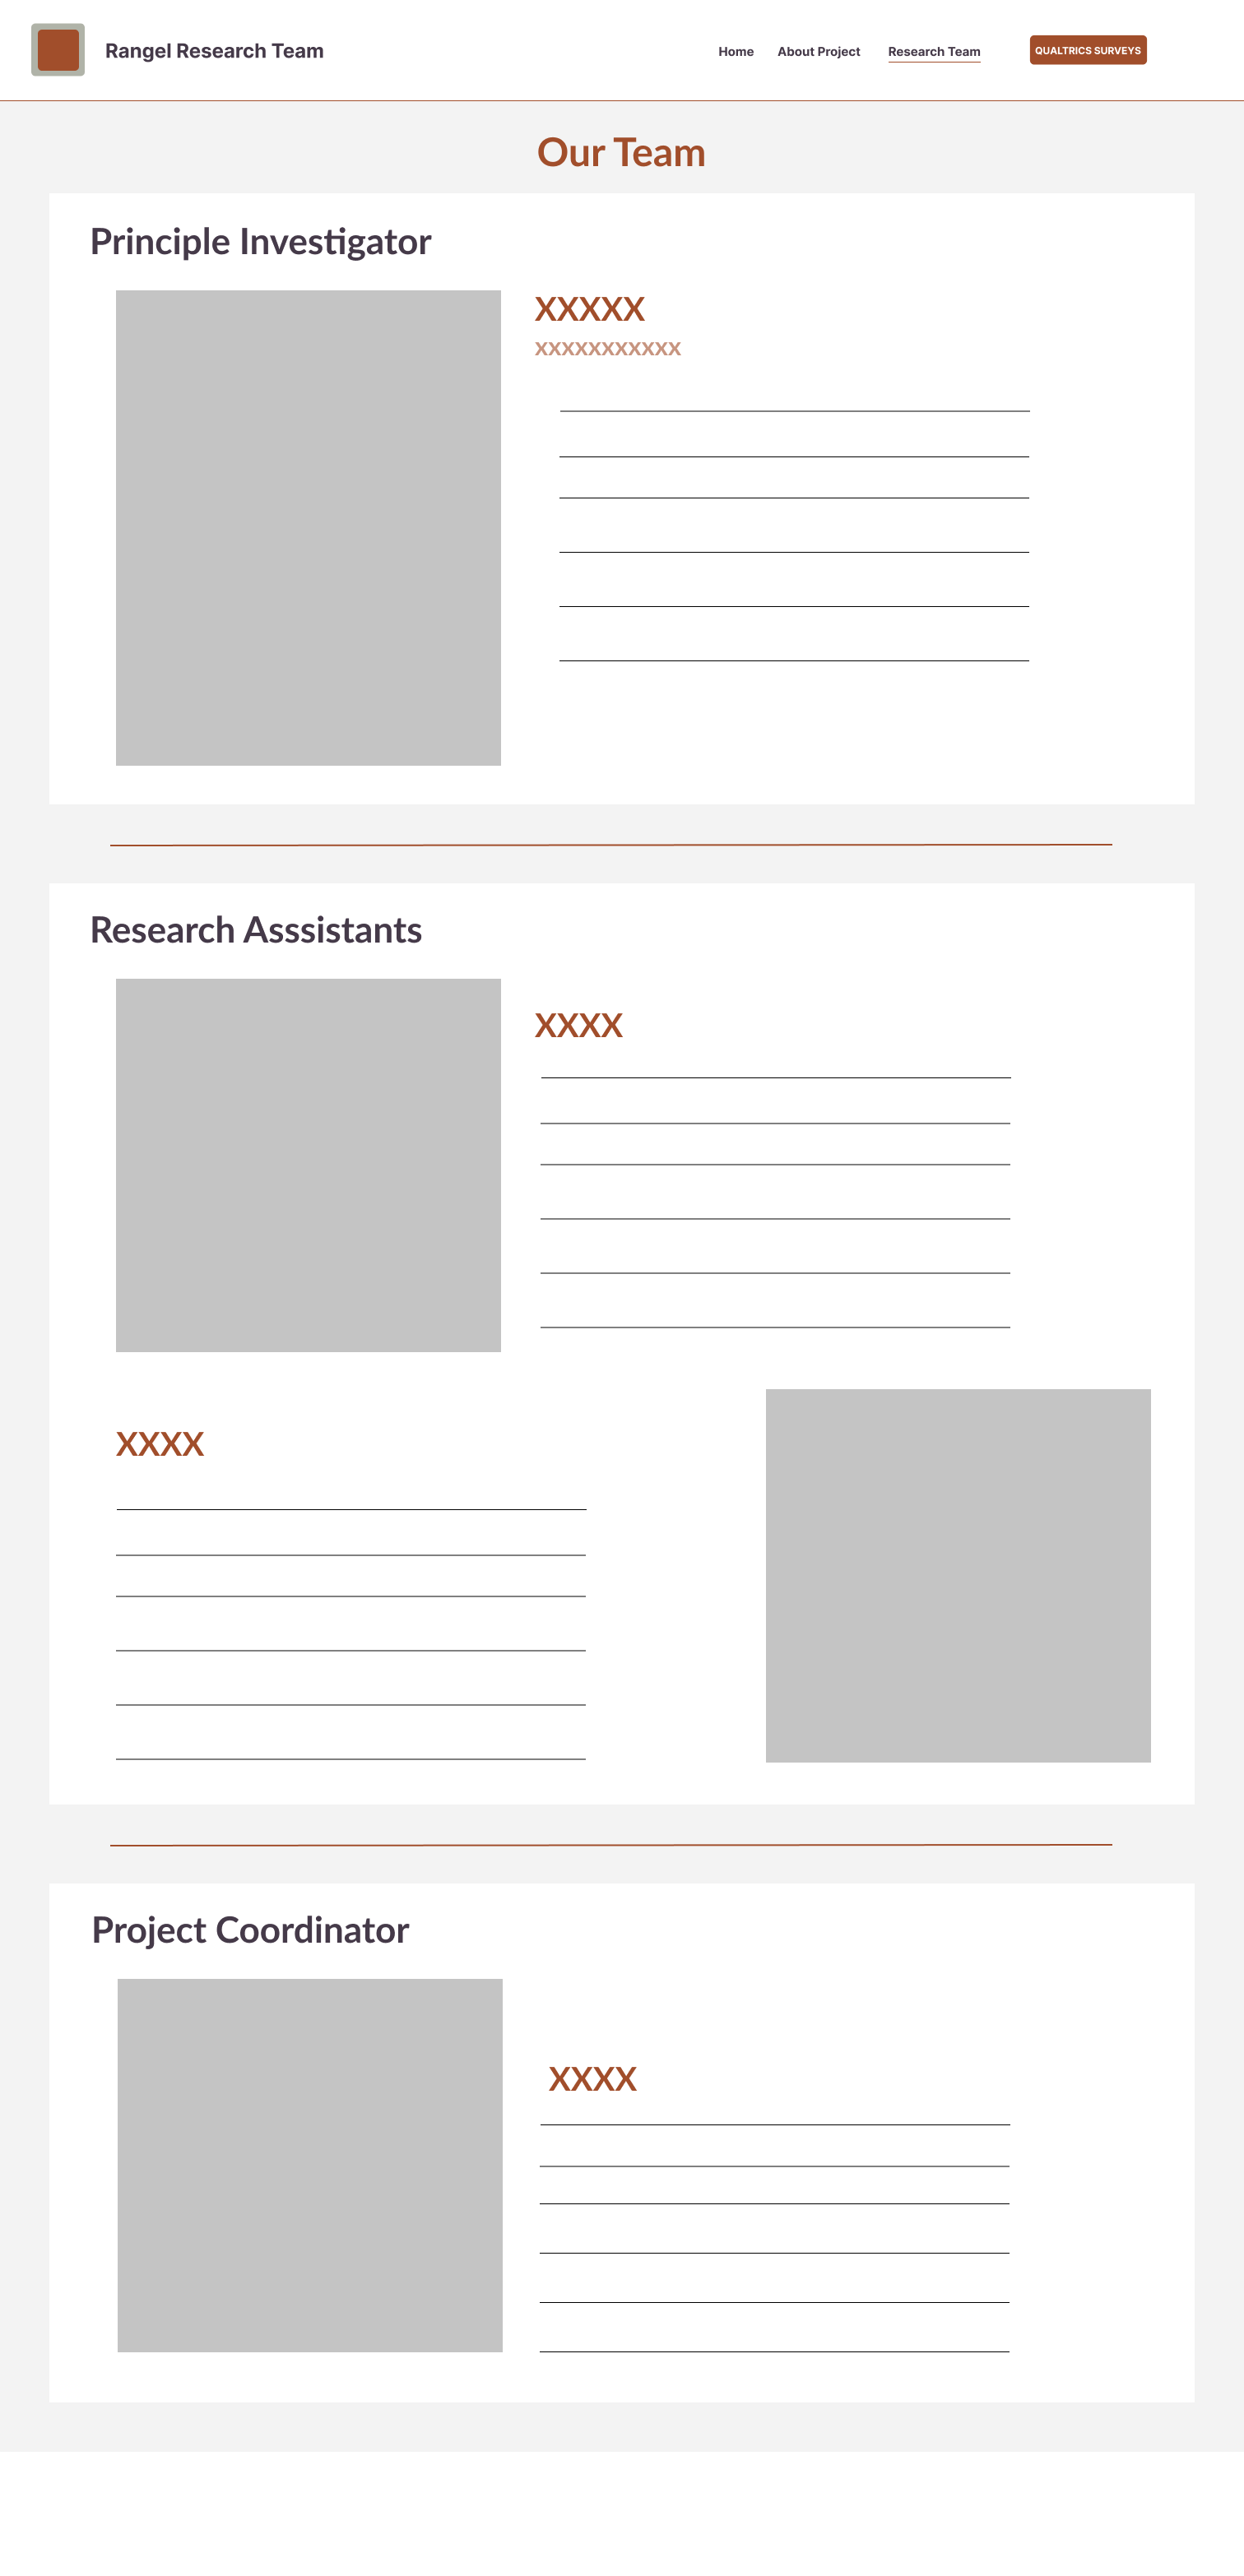 Rangel Research Team
Home
About Project
Research Team
QUALTRICS SURVEYS
Our Team
Principle Investigator
XXXXX
XXXXXXXXXXX
Research Asssistants
XXXX
XXXX
Project Coordinator
XXXX